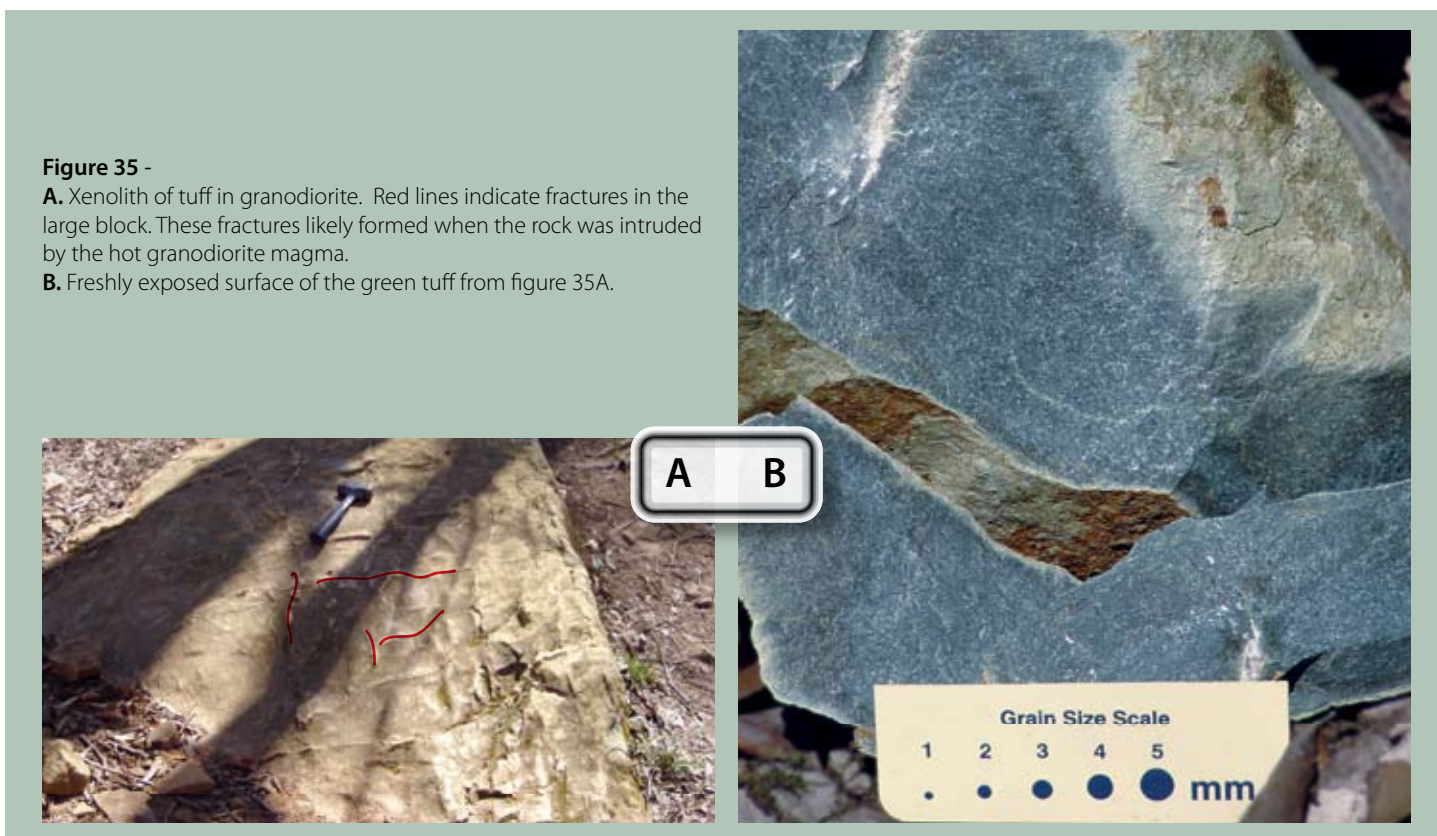 Figure 35 -
A. Xenolith of tuff in granodiorite. Red lines indicate fractures in the
large block. These fractures likely formed when the rock was intruded
by the hot granodiorite magma.
B. Freshly exposed surface of the green tuff from figure 35A.
A B
Grain Size Scale
1 2 3 4 5
mm